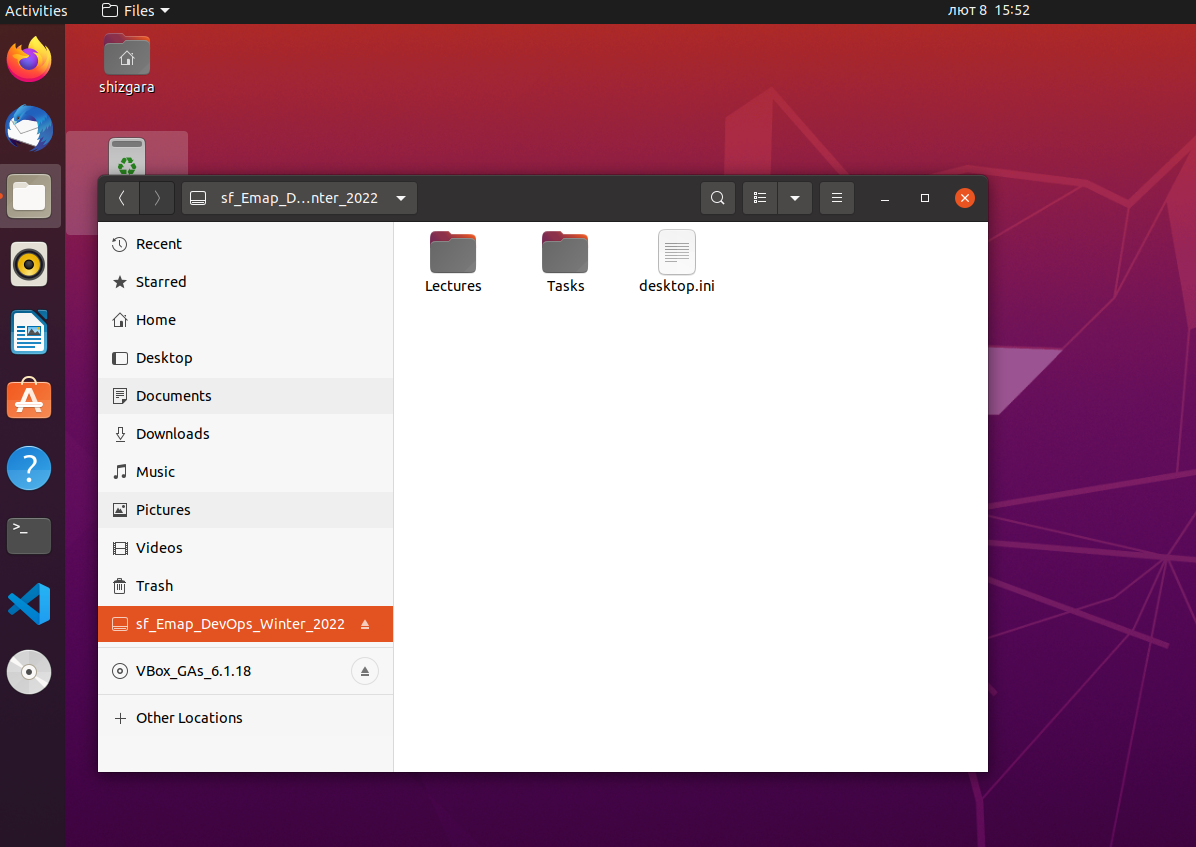 Activities Files лют 8 15:52
shizgara
sf_Emap_D...nter_2022
Recent
Starred
Home
Desktop
Documents
Downloads
Music
Pictures
Videos
Trash
sf_Emap_DevOps_Winter_2022
VBox_GAs_6.1.18
Other Locations
Lectures Tasks desktop.ini